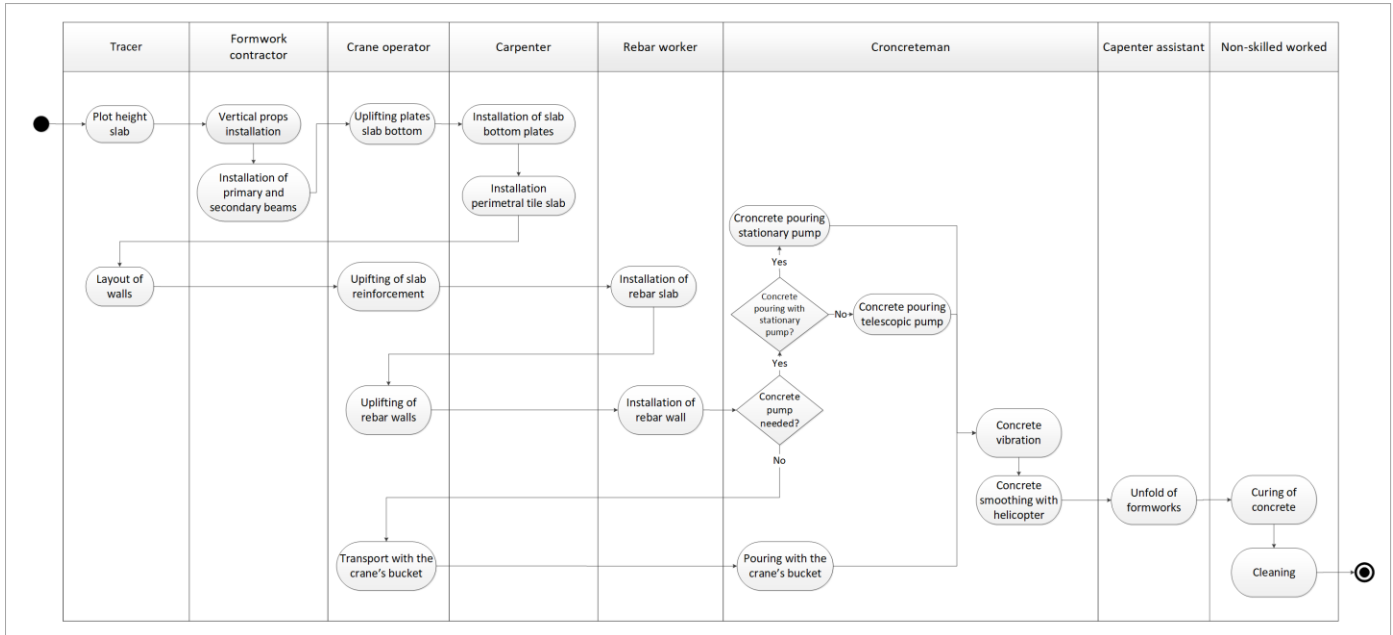 Tracer
Formwork
contractor
Crane operator
Carpenter
Rebar worker
Croncreteman
Capenter assistant
Non-skilled worked
Plot height
slab
Vertical props
installation
Uplifting plates
slab bottom
Installation of slab
bottom plates
Installation of
primary and
secondary beams
Installation
perimetral tile slab
Croncrete pouring
stationary pump
Yes
Layout of
walls
Upifting of slab
reinforcement
Installation of
rebar slab
Concrete
pouring with
stationary
pump?
No
Concrete pouring
telescopic pump
Yes
Uplifting of
rebar walls
Installation of
rebar wall
Concrete
pump
needed?
Concrete
vibration
No
Concrete
smoothing with
helicopter
Unfold of
formworks
Curing of
concrete
Transport with the
crane's bucket
Pouring with the
crane's bucket
Cleaning